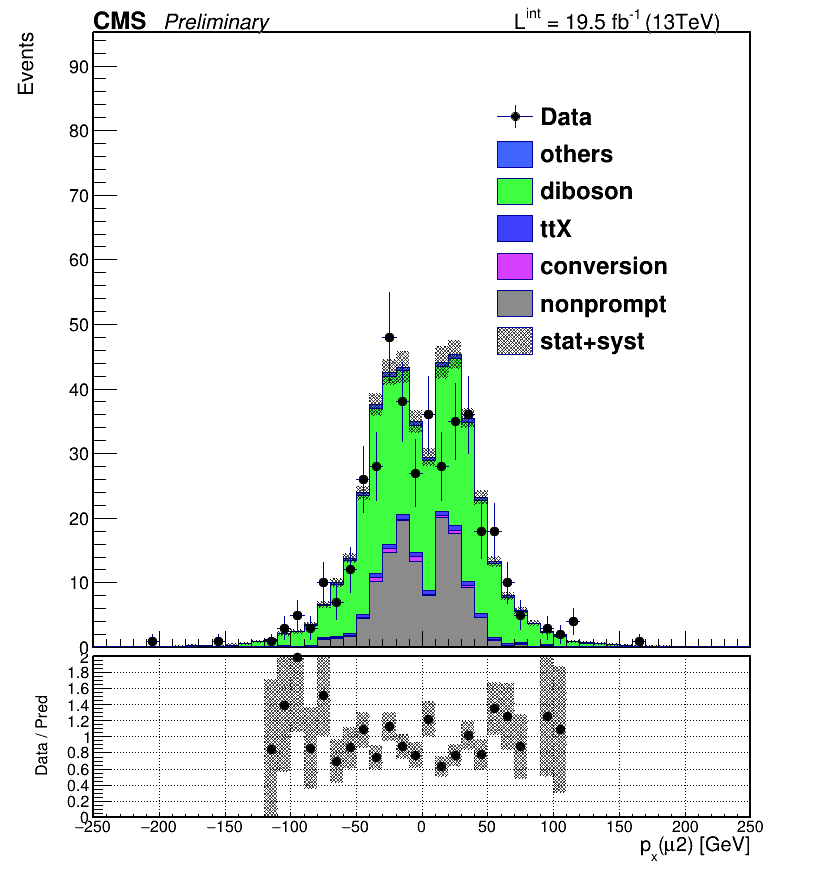 CMS Preliminary L^int = 19.5 fb^-1 (13TeV)
Events
90
80
70
60
50
40
30
20
10
0
Data
others
diboson
ttX
conversion
nonprompt
stat+syst
Data / Pred
2
1.8
1.6
1.4
1.2
1
0.8
0.6
0.4
0.2
0
−250 −200 −150 −100 −50 0 50 100 150 200 250
p_x(μ2) [GeV]